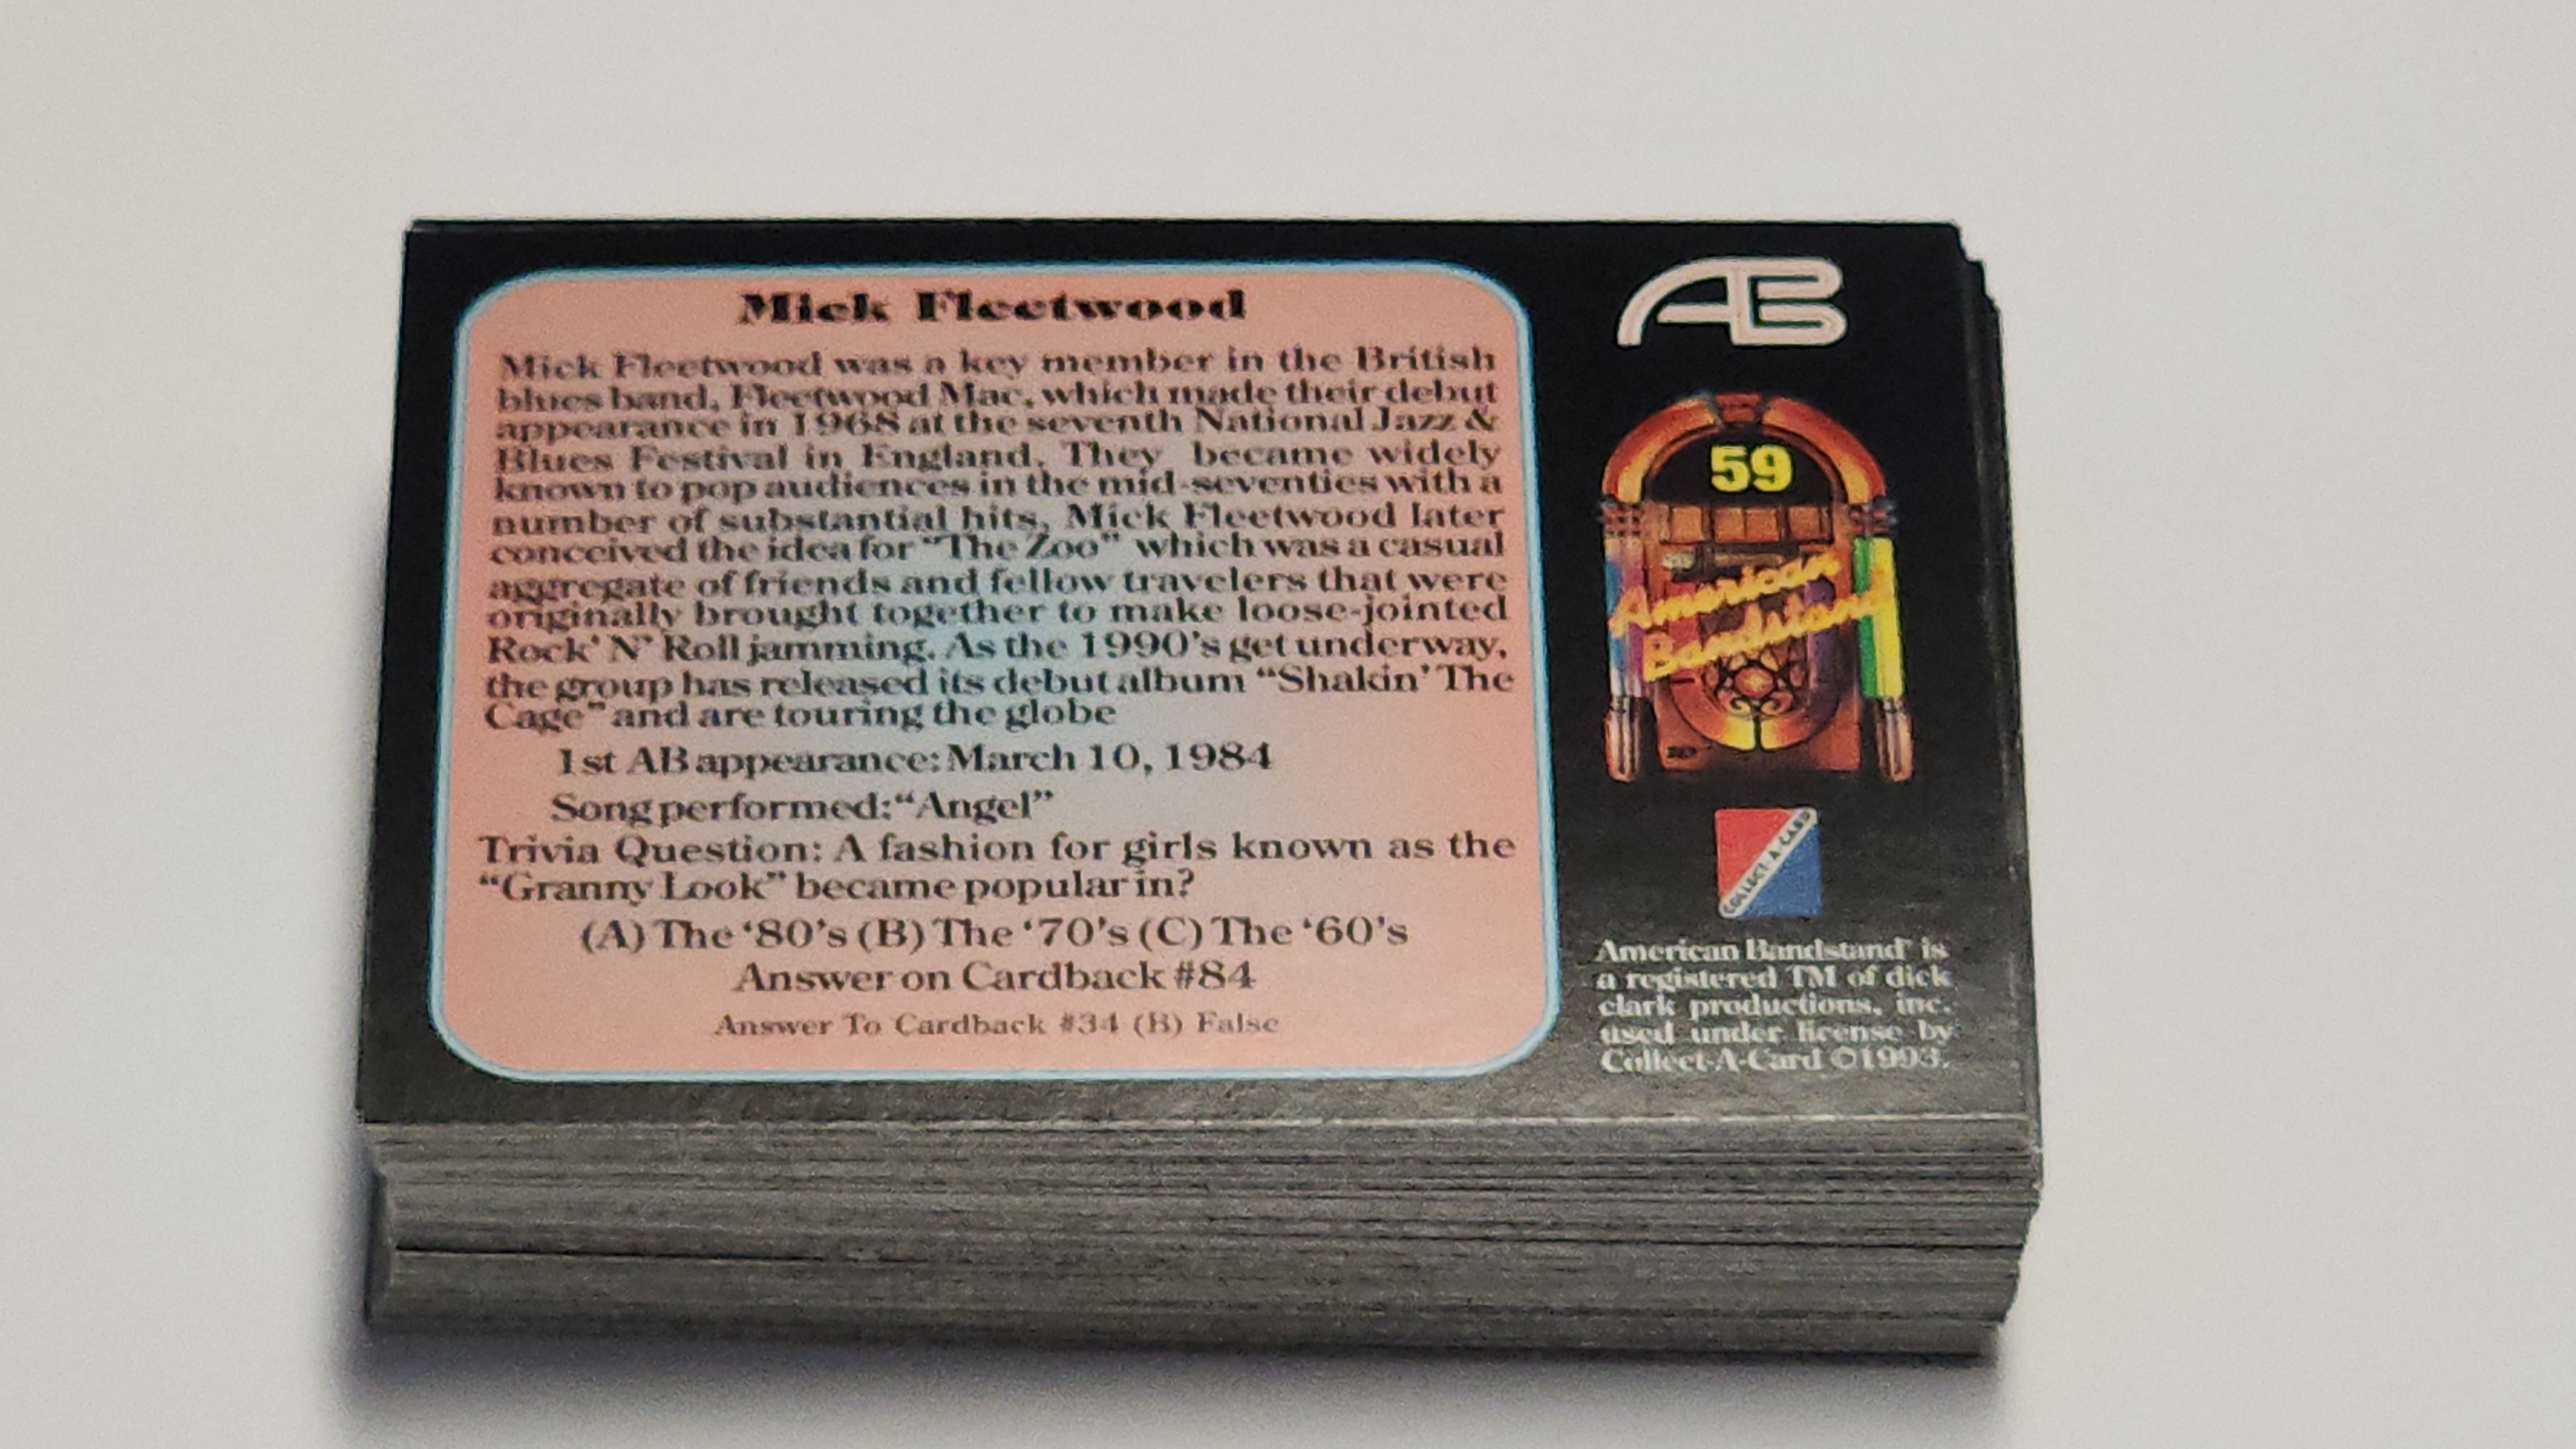 Mick Fleetwood
Mick Fleetwood was a key member in the British
blues band, Fleetwood Mac, which made their debut
appearance in 1968 at the seventh National Jazz &
Blues Festival in England. They became widely
known to pop audiences in the mid-seventies with a
number of substantial hits. Mick Fleetwood later
conceived the idea for “The Zoo” which was a casual
aggregate of friends and fellow travelers that were
originally brought together to make loose-jointed
Rock’ N’ Roll jamming. As the 1990’s get underway,
the group has released its debut album “Shakin’ The
Cage” and are touring the globe
1st AB appearance: March 10, 1984
Song performed: “Angel”
Trivia Question: A fashion for girls known as the
“Granny Look” became popular in?
(A) The ‘80’s (B) The ‘70’s (C) The ‘60’s
Answer on Cardback #84
Answer To Cardback #34 (B) False
AB
59
American
Bandstand
COLLECT-A-CARD
American Bandstand® is
a registered TM of dick
clark productions, inc.
used under license by
Collect-A-Card ©1993.